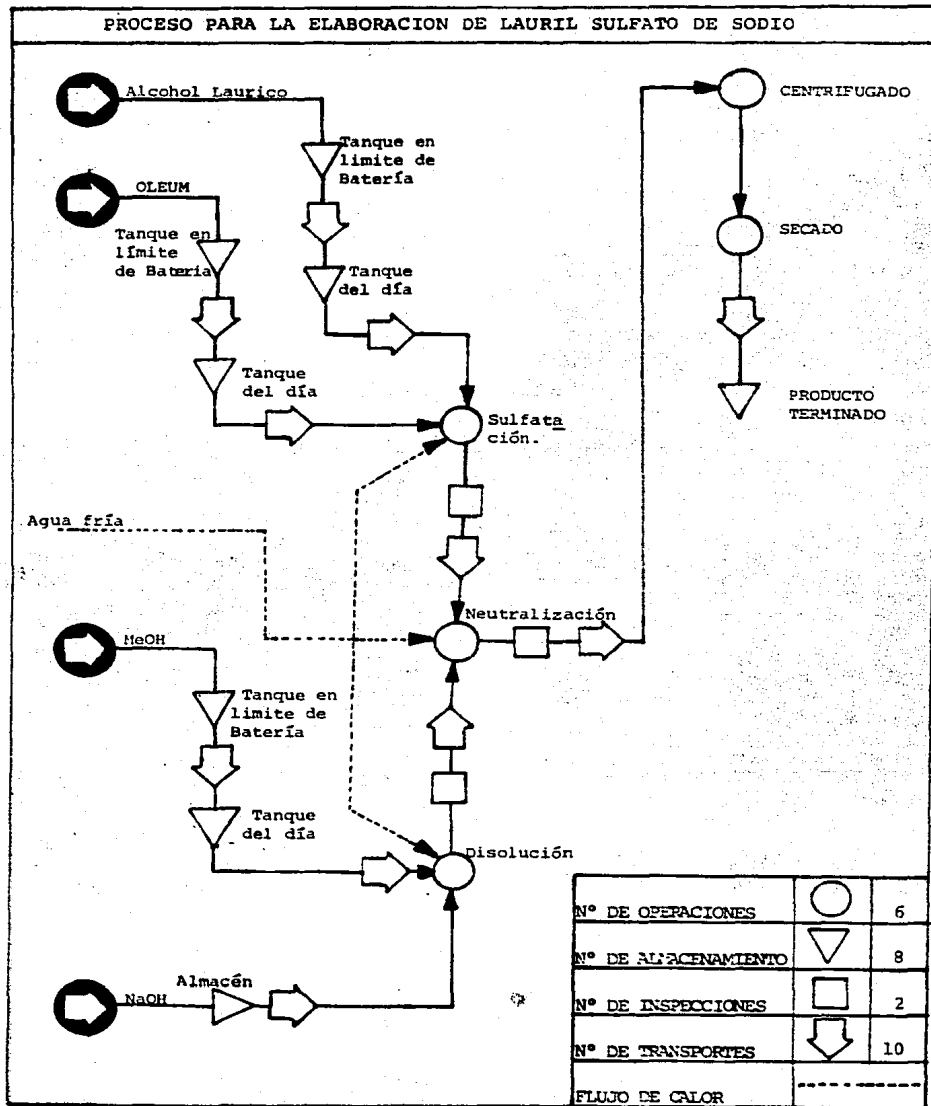 PROCESO PARA LA ELABORACION DE LAURIL SULFATO DE SODIO
Alcohol Laurico
CENTRIFUGADO
Tanque en
limite de
Batería
OLEUM
Tanque en
límite
de Bateria
SECADO
Tanque
del día
Tanque
del día
PRODUCTO
TERMINADO
Sulfata
ción.
Agua fría
Neutralización
MeOH
Tanque en
limite de
Batería
Tanque
del día
Disolución
Almacén
NaOH
Nº DE OPERACIONES 6
Nº DE ALMACENAMIENTO 8
Nº DE INSPECCIONES 2
Nº DE TRANSPORTES 10
FLUJO DE CALOR